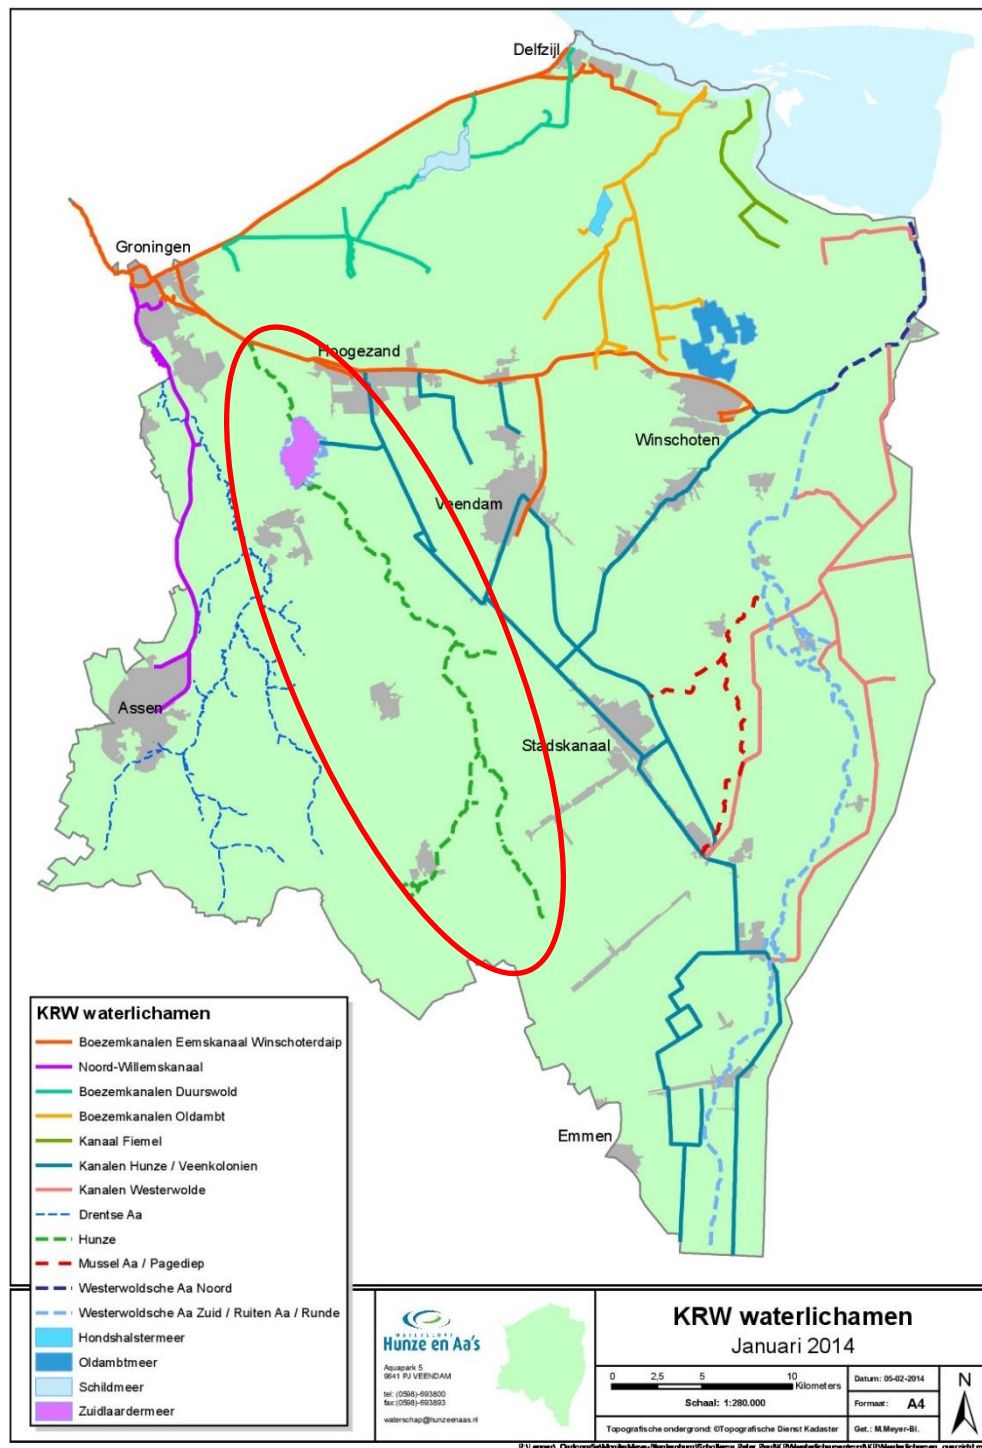 Delfzijl
Groningen
Hoogezand
Winschoten
Veendam
Assen
Stadskanaal
Emmen
KRW waterlichamen
Boezemkanalen Eemskanaal Winschoterdaip
Noord-Willemskanaal
Boezemkanalen Duurswold
Boezemkanalen Oldambt
Kanaal Fiemel
Kanalen Hunze / Veenkolonien
Kanalen Westerwolde
Drentse Aa
Hunze
Mussel Aa / Pagediep
Westerwoldsche Aa Noord
Westerwoldsche Aa Zuid / Ruiten Aa / Runde
Hondshalstermeer
Oldambtmeer
Schildmeer
Zuidlaardermeer
WATERSCHAP
Hunze en Aa's
Aquapark 5
9641 PJ VEENDAM
tel: (0598)-693800
fax:(0598)-693893
waterschap@hunzeenaas.nl
KRW waterlichamen
Januari 2014
0 2,5 5 10
Kilometers
Schaal: 1:280.000
Topografische ondergrond: ©Topografische Dienst Kadaster
Datum: 05-02-2014
Formaat: A4
Get.: M.Meyer-Bl.
N